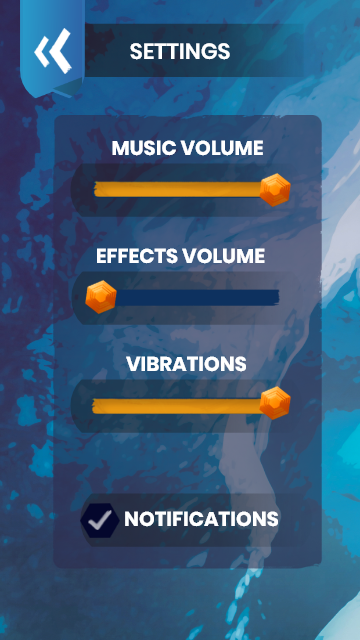 SETTINGS
MUSIC VOLUME
EFFECTS VOLUME
VIBRATIONS
NOTIFICATIONS